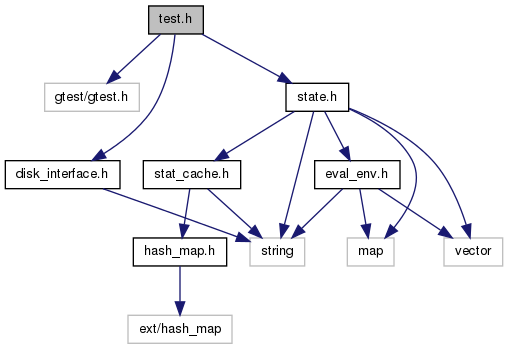 test.h
gtest/gtest.h
state.h
disk_interface.h
stat_cache.h
eval_env.h
hash_map.h
string
map
vector
ext/hash_map